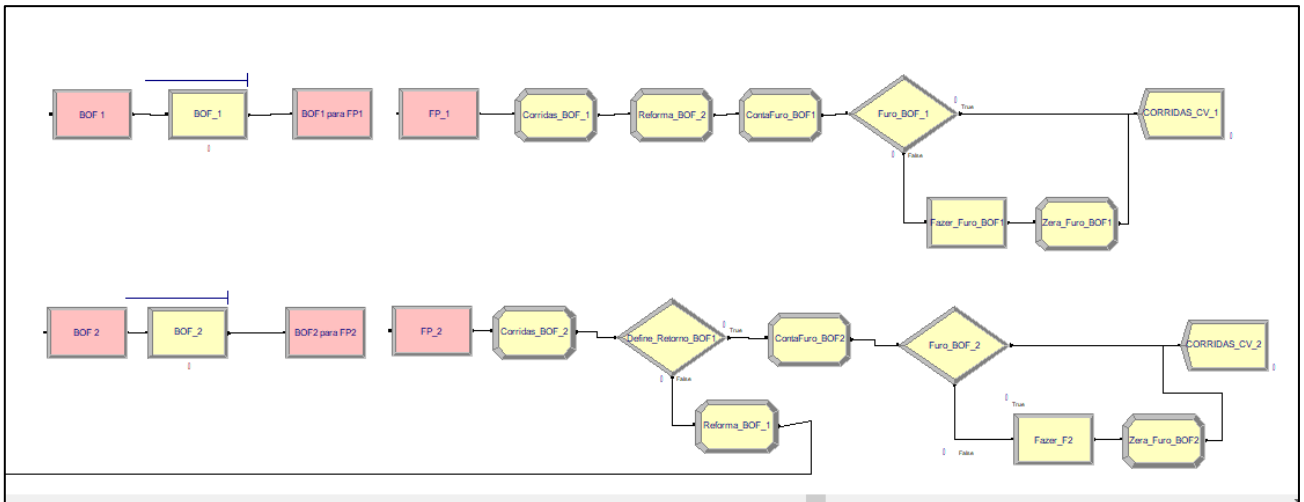 BOF 1
BOF_1
BOF1 para FP1
FP_1
Corridas_BOF_1
Reforma_BOF_2
ContaFuro_BOF1
Furo_BOF_1
True
False
CORRIDAS_CV_1
Fazer_Furo_BOF1
Zera_Furo_BOF1
BOF 2
BOF_2
BOF2 para FP2
FP_2
Corridas_BOF_2
Define_Retorno_BOF1
True
False
ContaFuro_BOF2
Furo_BOF_2
CORRIDAS_CV_2
Reforma_BOF_1
True
False
Fazer_F2
Zera_Furo_BOF2